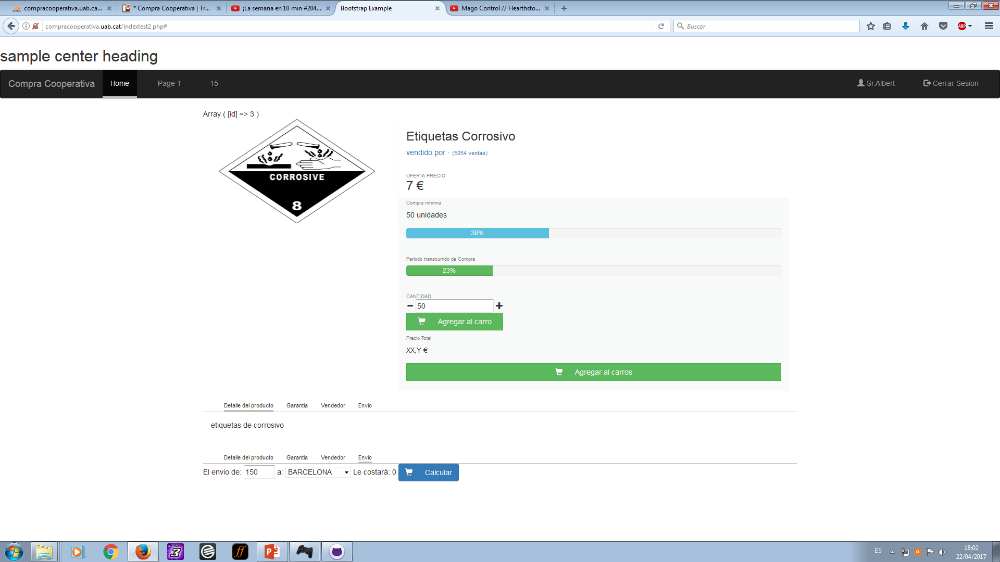 compracooperativa.uab.ca...
* Compra Cooperativa | Tr...
¡La semana en 10 min #204...
Bootstrap Example
Mago Control // Hearthsto...
compracooperativa.uab.cat/indextest2.php#
Buscar
ABP
sample center heading
Compra Cooperativa
Home
Page 1
15
Sr.Albert
Cerrar Sesion
Array ( [id] => 3 )
CORROSIVE
8
Etiquetas Corrosivo
vendido por · (5054 ventas)
OFERTA PRECIO
7 €
Compra mínima
50 unidades
38%
Periodo transcurrido de Compra
23%
CANTIDAD
50
Agregar al carro
Precio Total
XX,Y €
Agregar al carros
Detalle del producto Garantía Vendedor Envío
etiquetas de corrosivo
Detalle del producto Garantía Vendedor Envío
El envio de: 150 a: BARCELONA Le costará: 0 Calcular
ES
18:02
22/04/2017